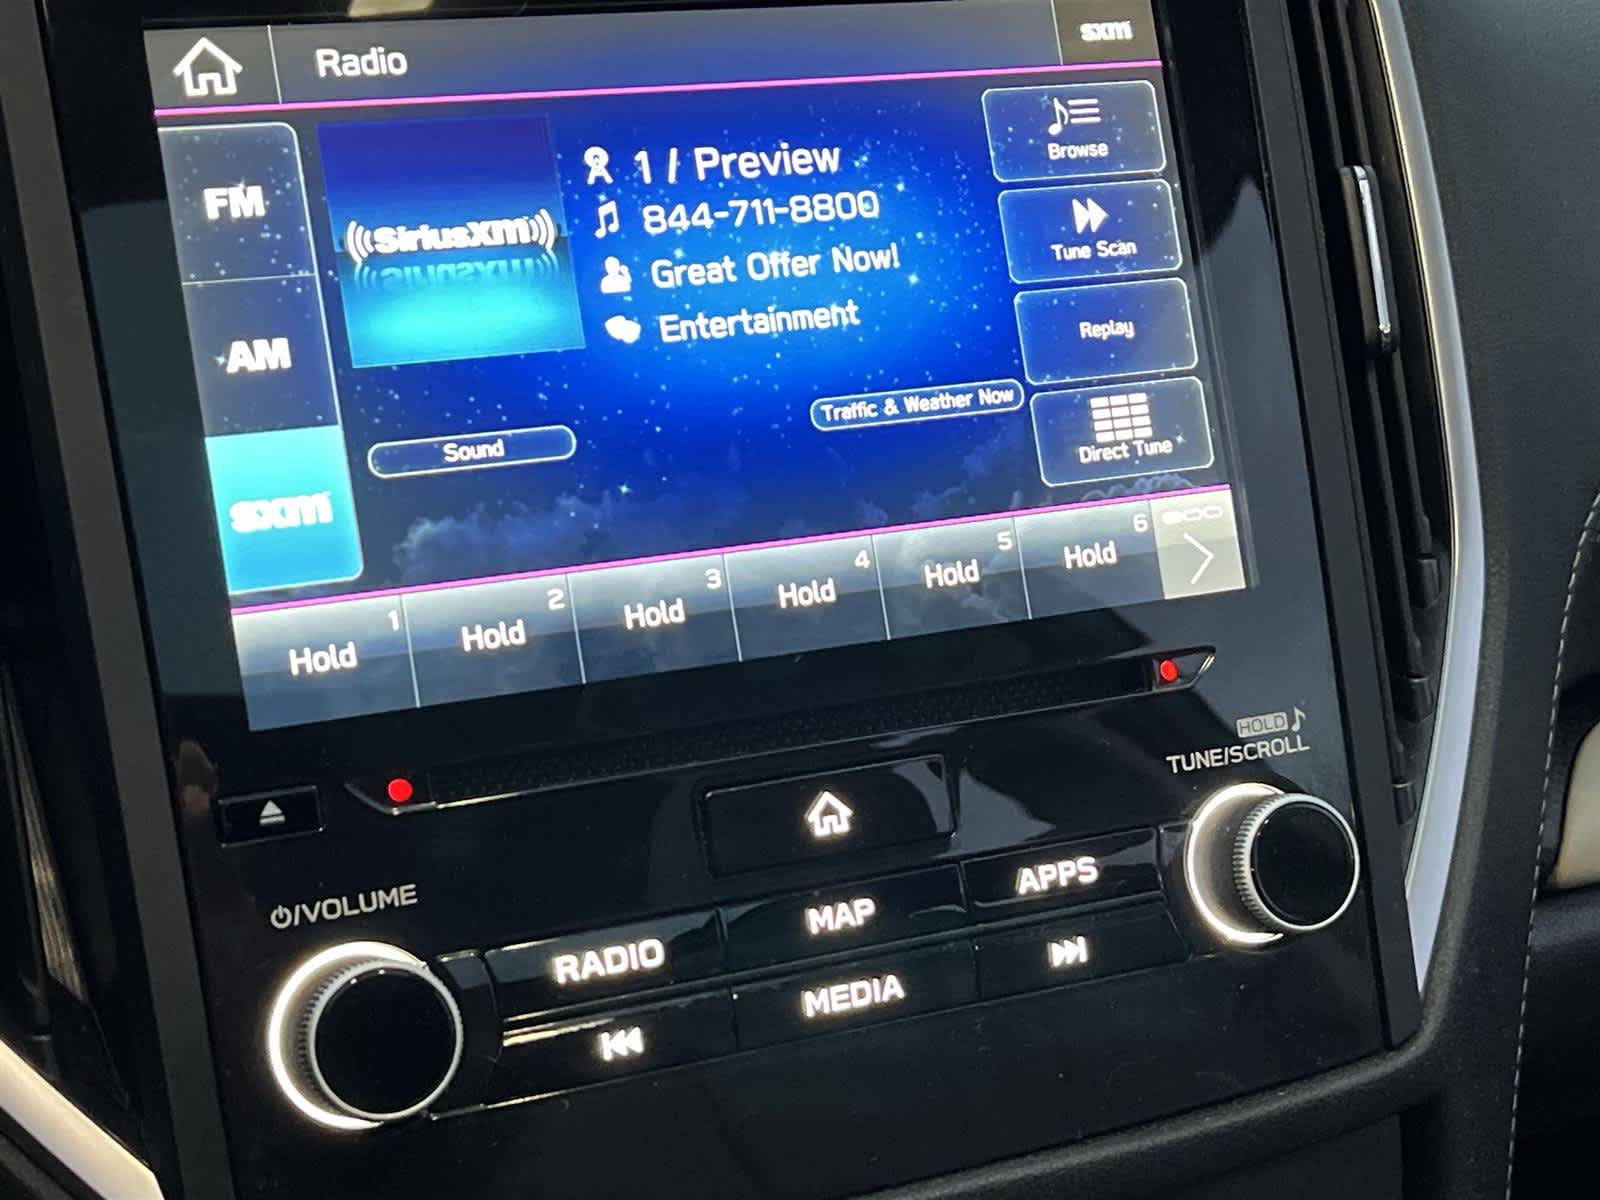 Radio
sxm
FM
AM
sxm
((SiriusXM))
1 / Preview
844-711-8800
Great Offer Now!
Entertainment
Browse
Tune Scan
Replay
Direct Tune
Sound
Traffic & Weather Now
1
Hold
2
Hold
3
Hold
4
Hold
5
Hold
6
Hold
HOLD
TUNE/SCROLL
/VOLUME
RADIO
MAP
APPS
MEDIA